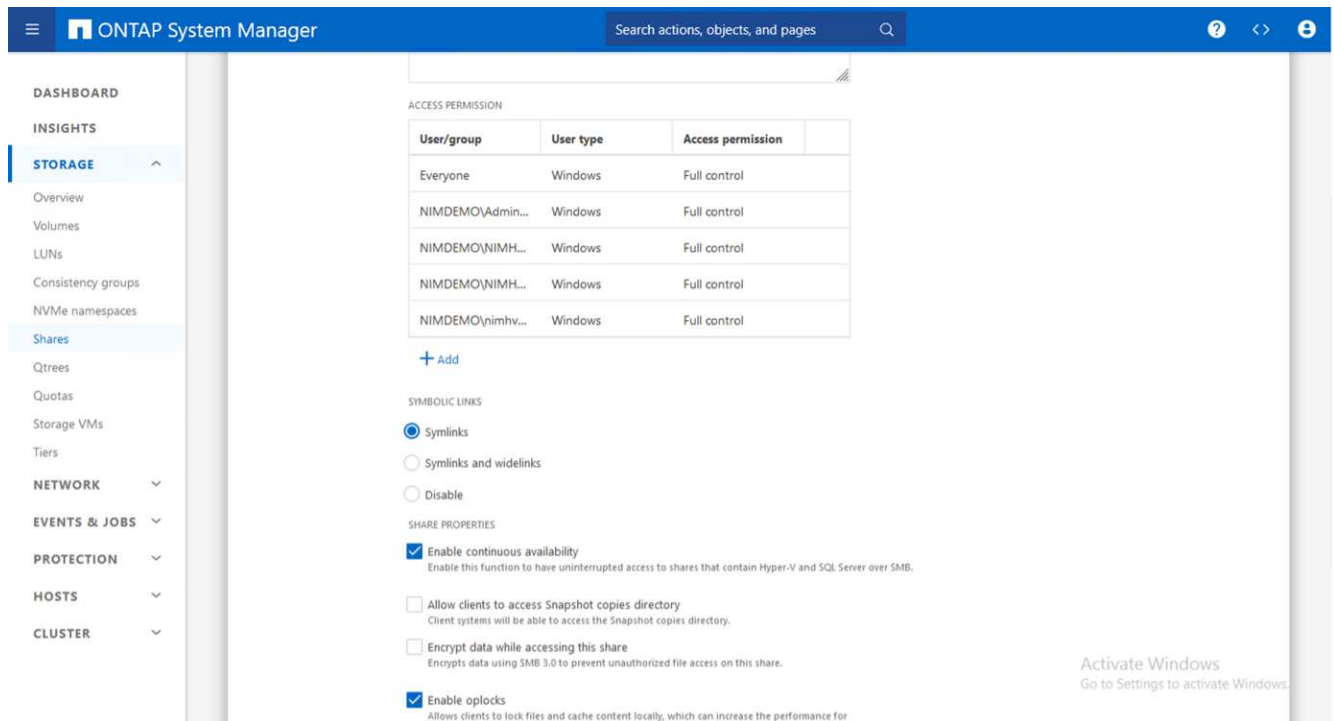 ONTAP System Manager
Search actions, objects, and pages
DASHBOARD
INSIGHTS
STORAGE
Overview
Volumes
LUNs
Consistency groups
NVMe namespaces
Shares
Qtrees
Quotas
Storage VMs
Tiers
NETWORK
EVENTS & JOBS
PROTECTION
HOSTS
CLUSTER
ACCESS PERMISSION
User/group User type Access permission
Everyone Windows Full control
NIMDEMO\Admin... Windows Full control
NIMDEMO\NIMH... Windows Full control
NIMDEMO\NIMH... Windows Full control
NIMDEMO\nimhv... Windows Full control
+ Add
SYMBOLIC LINKS
Symlinks
Symlinks and widelinks
Disable
SHARE PROPERTIES
Enable continuous availability
Enable this function to have uninterrupted access to shares that contain Hyper-V and SQL Server over SMB.
Allow clients to access Snapshot copies directory
Client systems will be able to access the Snapshot copies directory.
Encrypt data while accessing this share
Encrypts data using SMB 3.0 to prevent unauthorized file access on this share.
Enable oplocks
Allows clients to lock files and cache content locally, which can increase the performance for
Activate Windows
Go to Settings to activate Windows.